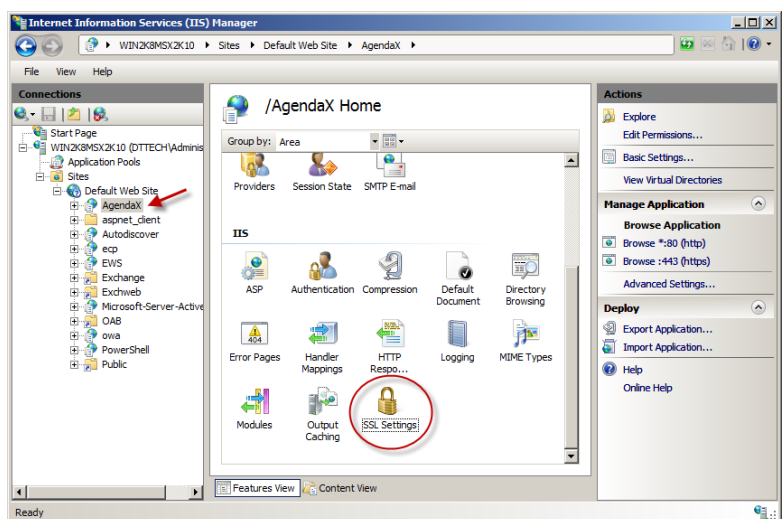 Internet Information Services (IIS) Manager
WIN2K8MSX2K10 Sites Default Web Site AgendaX
File View Help
Connections
Start Page
WIN2K8MSX2K10 (DTTECH\Adminis
Application Pools
Sites
Default Web Site
AgendaX
aspnet_client
Autodiscover
ecp
EWS
Exchange
Exchweb
Microsoft-Server-Active
OAB
owa
PowerShell
Public
/AgendaX Home
Group by: Area
Providers Session State SMTP E-mail
IIS
ASP Authentication Compression Default Document Directory Browsing
404
Error Pages Handler Mappings HTTP Respo... Logging MIME Types
Modules Output Caching SSL Settings
Features View Content View
Actions
Explore
Edit Permissions...
Basic Settings...
View Virtual Directories
Manage Application
Browse Application
Browse *:80 (http)
Browse :443 (https)
Advanced Settings...
Deploy
Export Application...
Import Application...
Help
Online Help
Ready